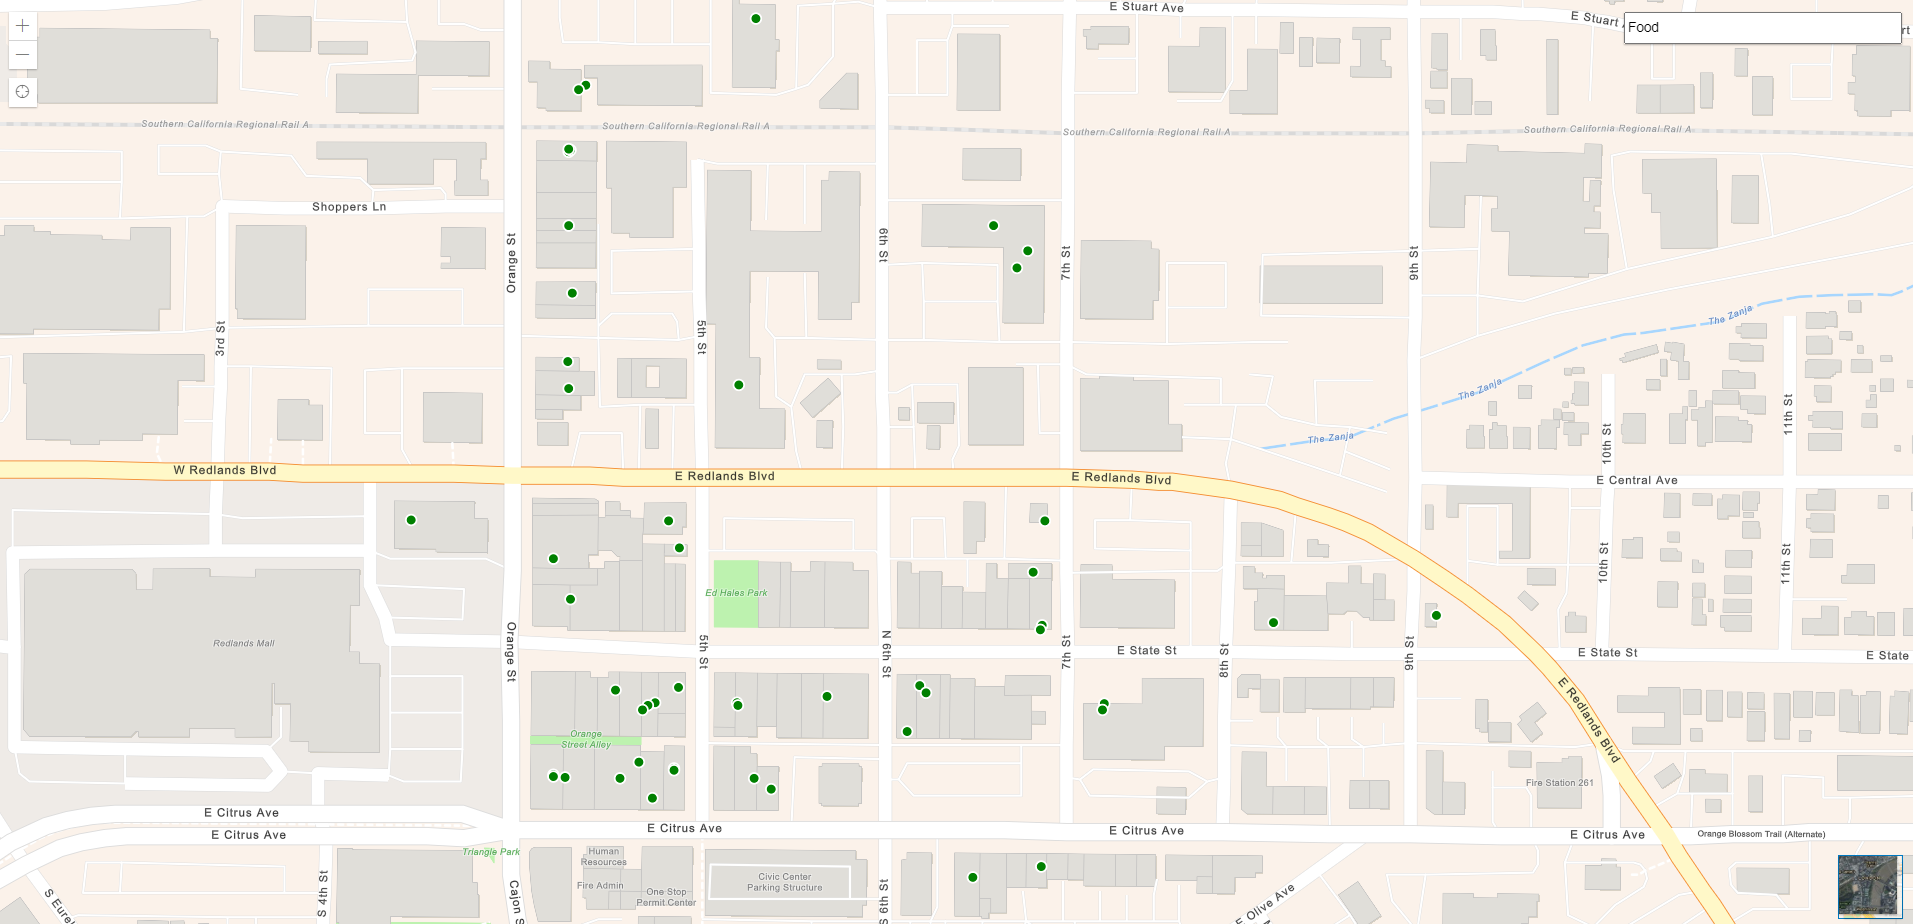 E Stuart Ave
E Stuart
rt
Food
Southern California Regional Rail A
Southern California Regional Rail A
Southern California Regional Rail A
Southern California Regional Rail A
Shoppers Ln
Orange St
6th St
7th St
9th St
3rd St
5th St
The Zanja
The Zanja
The Zanja
10th St
11th St
W Redlands Blvd
E Redlands Blvd
E Redlands Blvd
E Central Ave
10th St
11th St
Ed Hales Park
Redlands Mall
Orange St
5th St
N 6th St
7th St
8th St
9th St
E State St
E State St
E State
E Redlands Blvd
Orange
Street Alley
Fire Station 261
E Citrus Ave
E Citrus Ave
E Citrus Ave
E Citrus Ave
E Citrus Ave
Orange Blossom Trail (Alternate)
Triangle Park
Human
Resources
Fire Admin
One Stop
Permit Center
Civic Center
Parking Structure
S 4th St
Cajon S
S 6th St
E Olive Ave
S Eure